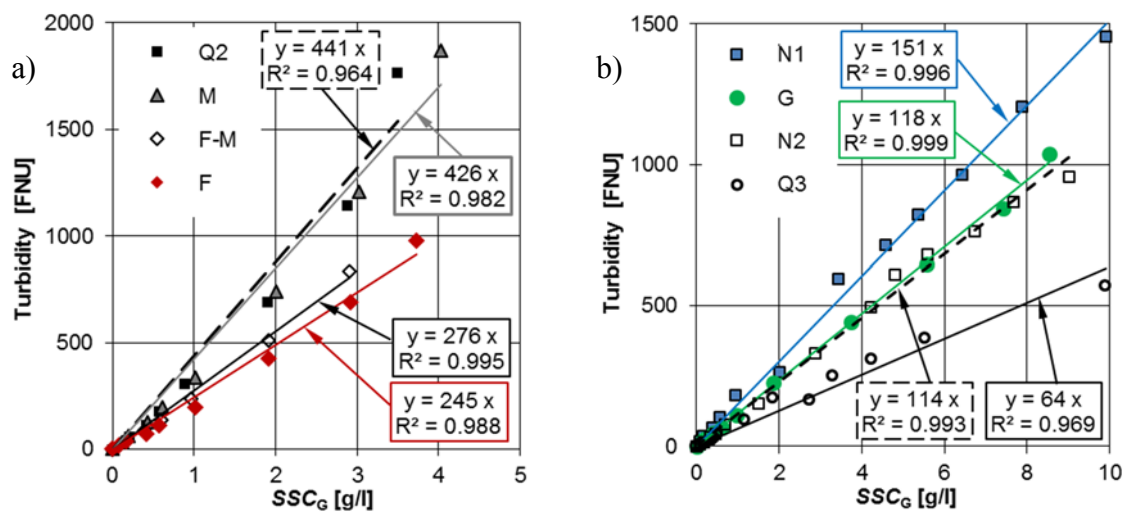 a)
Turbidity [FNU]
2000
1500
1000
500
0
0 1 2 3 4 5
SSCG [g/l]
Q2
M
F-M
F
y = 441 x
R² = 0.964
y = 426 x
R² = 0.982
y = 276 x
R² = 0.995
y = 245 x
R² = 0.988
b)
Turbidity [FNU]
1500
1000
500
0
0 2 4 6 8 10
SSCG [g/l]
N1
G
N2
Q3
y = 151 x
R² = 0.996
y = 118 x
R² = 0.999
y = 114 x
R² = 0.993
y = 64 x
R² = 0.969